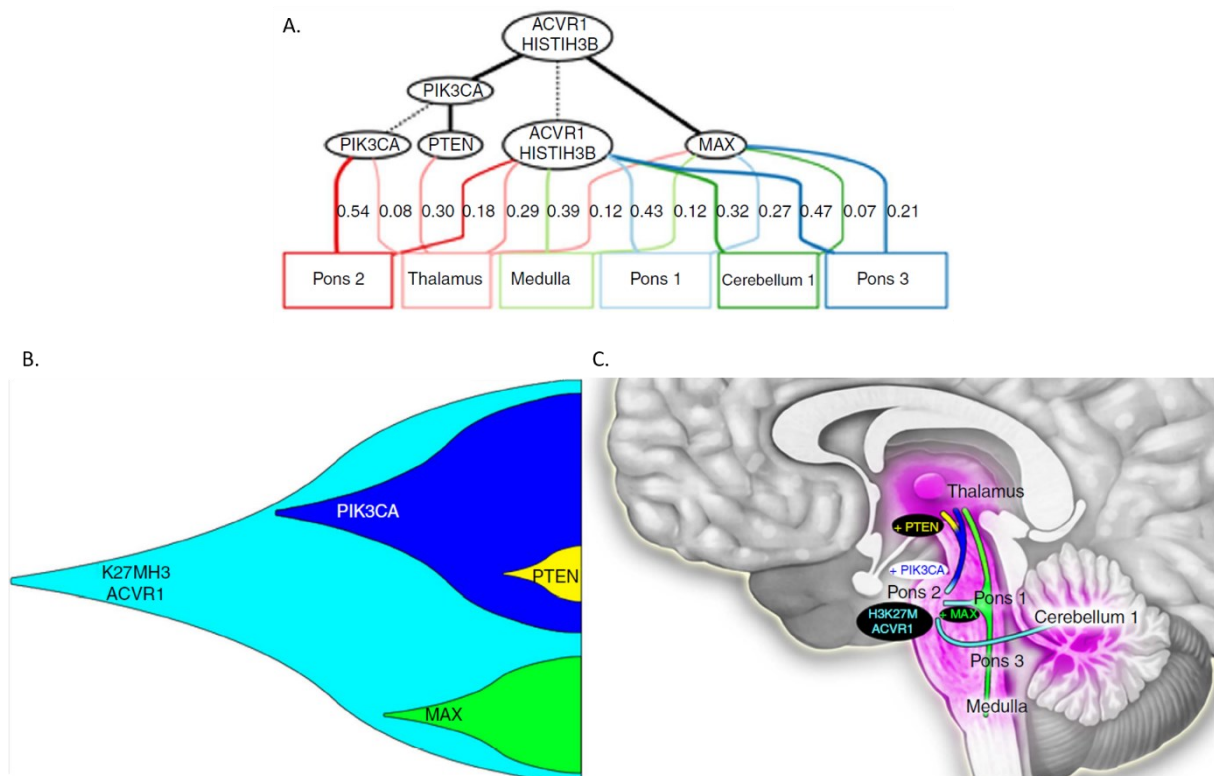 A.
ACVR1
HISTIH3B
PIK3CA
PIK3CA
PTEN
ACVR1
HISTIH3B
MAX
0.54 0.08 0.30 0.18 0.29 0.39 0.12 0.43 0.12 0.32 0.27 0.47 0.07 0.21
Pons 2 Thalamus Medulla Pons 1 Cerebellum 1 Pons 3
B.
PIK3CA
K27MH3
ACVR1
PTEN
MAX
C.
Thalamus
+ PTEN
+ PIK3CA
Pons 2
Pons 1
H3K27M
ACVR1
+ MAX
Cerebellum 1
Pons 3
Medulla